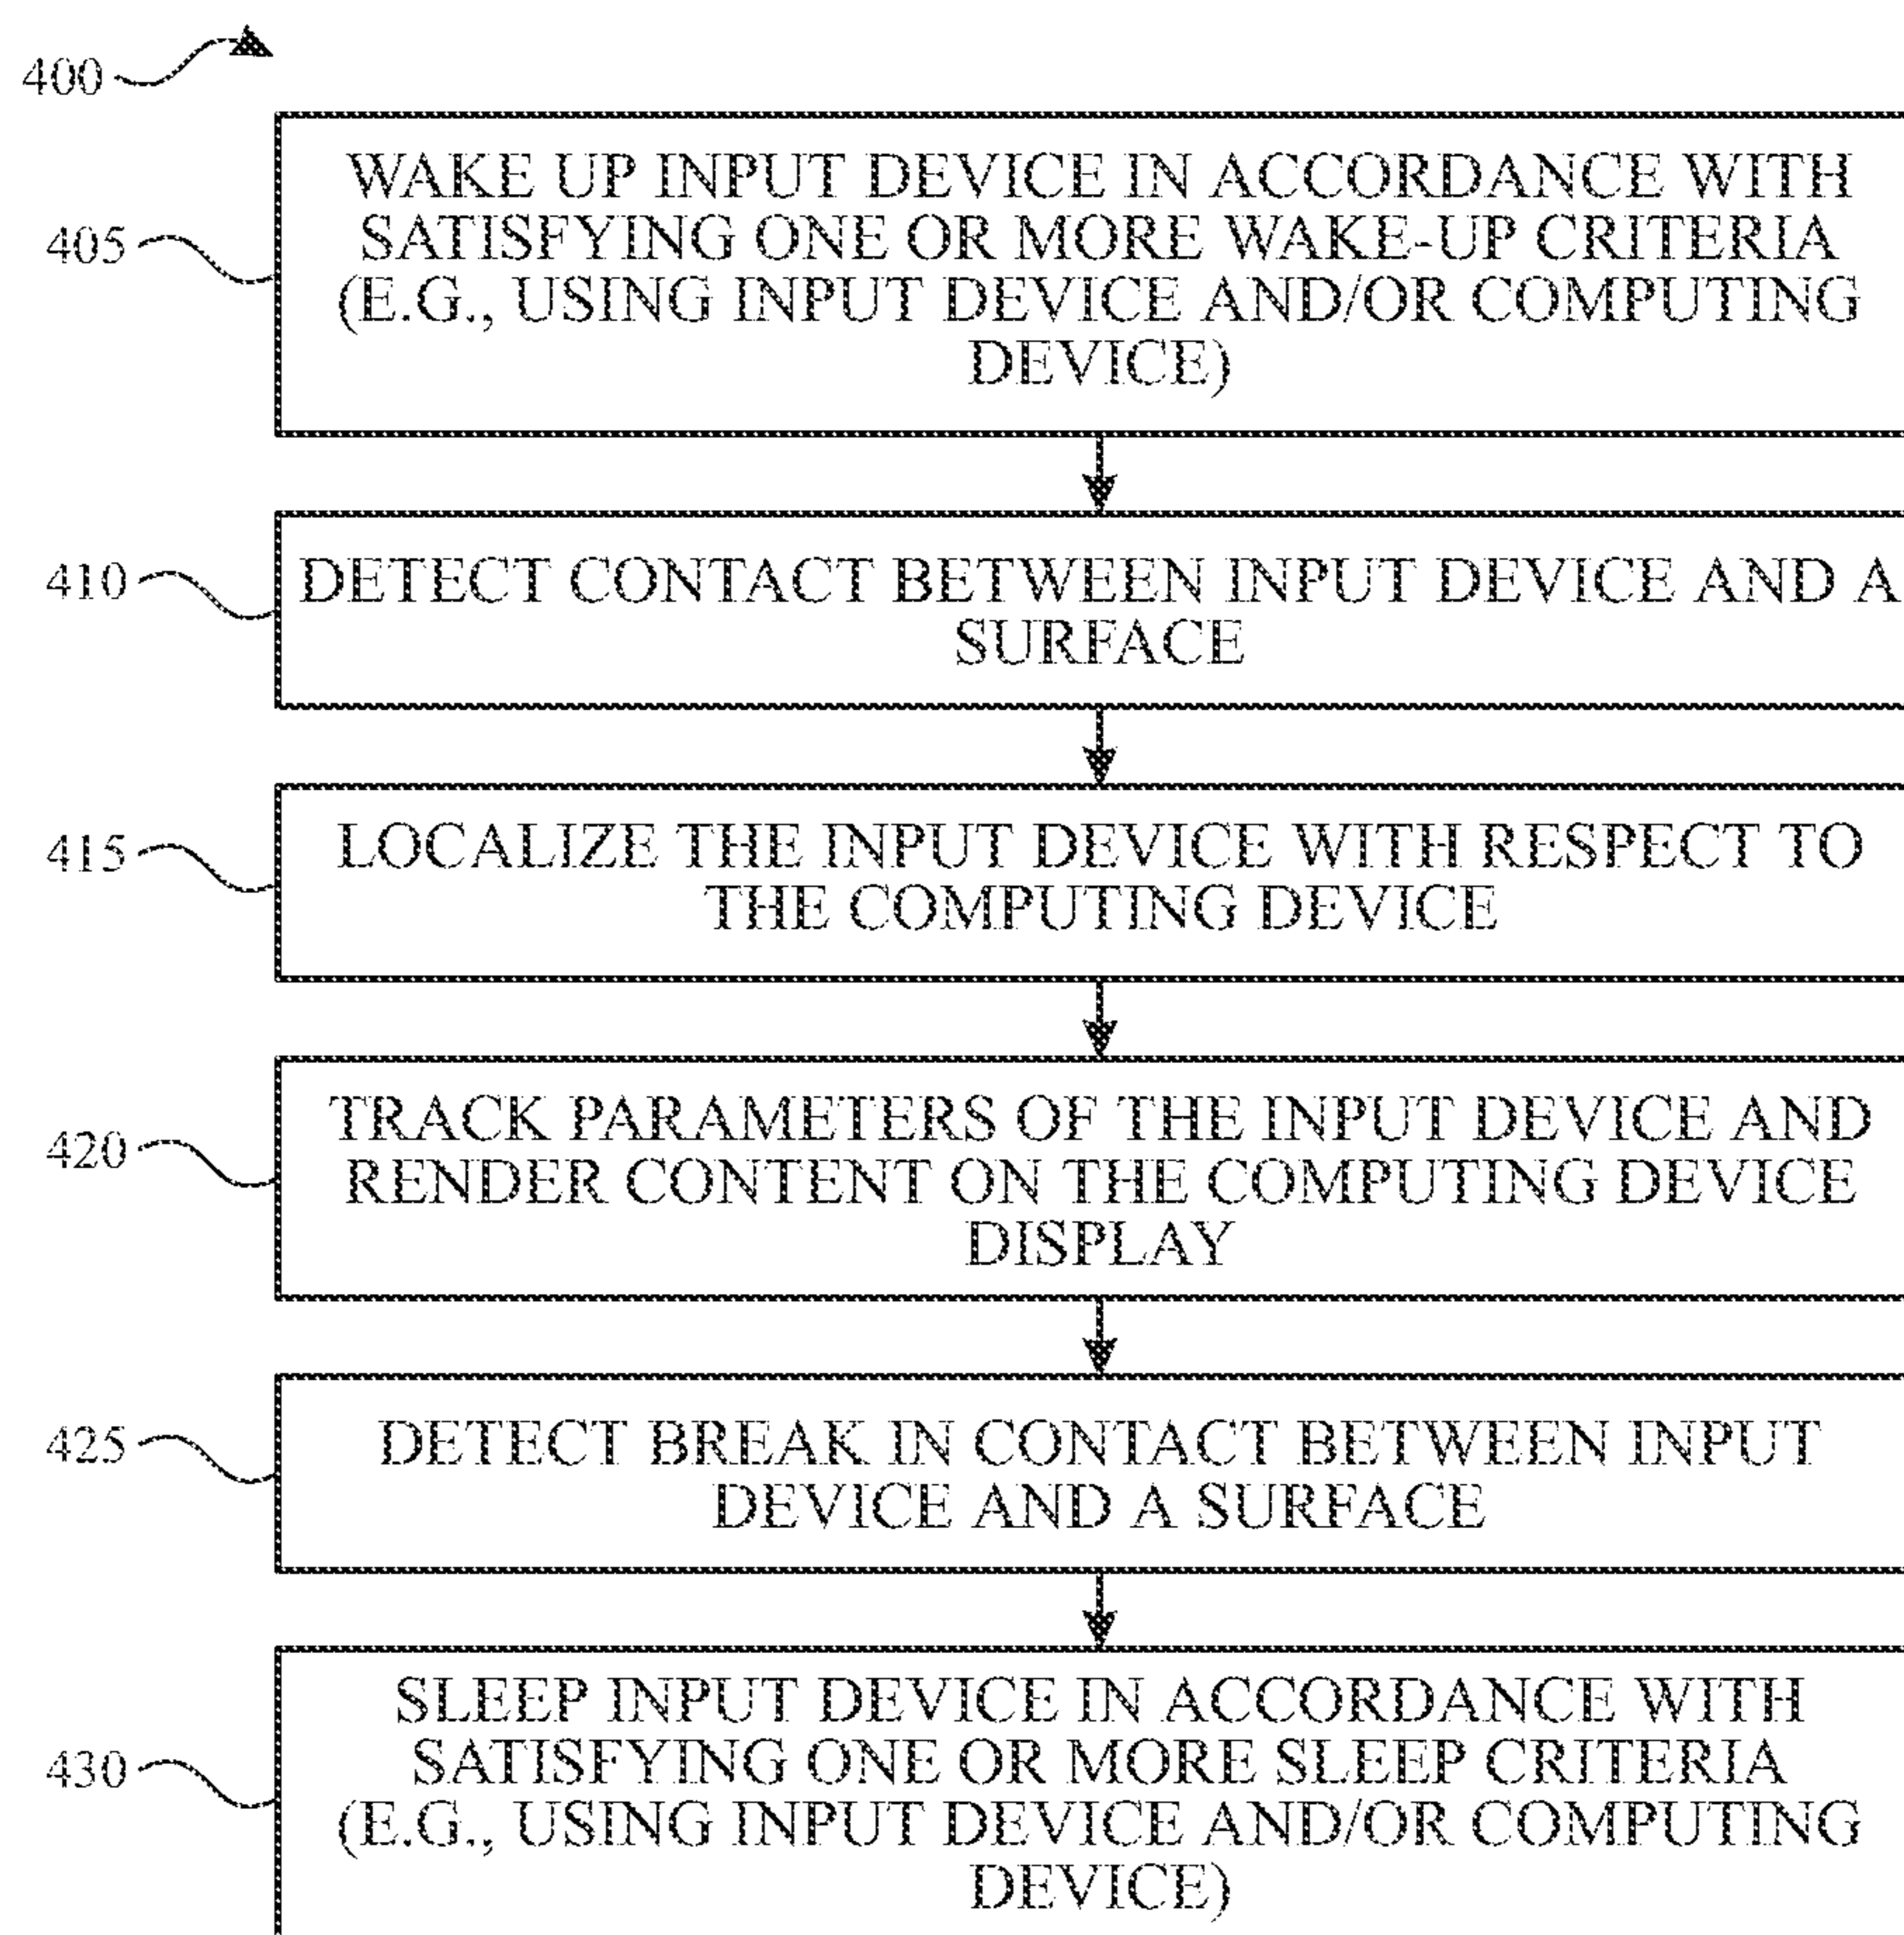 400
405
WAKE UP INPUT DEVICE IN ACCORDANCE WITH
SATISFYING ONE OR MORE WAKE-UP CRITERIA
(E.G., USING INPUT DEVICE AND/OR COMPUTING
DEVICE)
410
DETECT CONTACT BETWEEN INPUT DEVICE AND A
SURFACE
415
LOCALIZE THE INPUT DEVICE WITH RESPECT TO
THE COMPUTING DEVICE
420
TRACK PARAMETERS OF THE INPUT DEVICE AND
RENDER CONTENT ON THE COMPUTING DEVICE
DISPLAY
425
DETECT BREAK IN CONTACT BETWEEN INPUT
DEVICE AND A SURFACE
430
SLEEP INPUT DEVICE IN ACCORDANCE WITH
SATISFYING ONE OR MORE SLEEP CRITERIA
(E.G., USING INPUT DEVICE AND/OR COMPUTING
DEVICE)